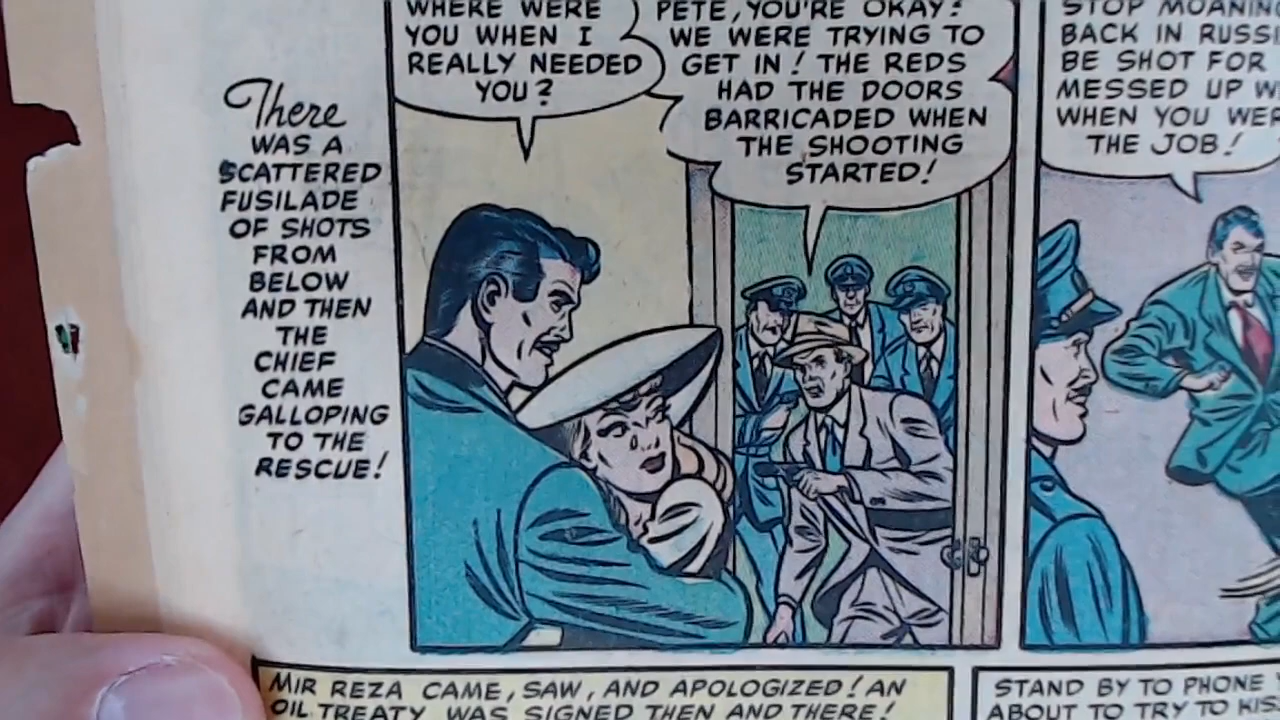 There
WAS A
SCATTERED
FUSILADE
OF SHOTS
FROM
BELOW
AND THEN
THE
CHIEF
CAME
GALLOPING
TO THE
RESCUE!
WHERE WERE
YOU WHEN I
REALLY NEEDED
YOU?
PETE, YOU'RE OKAY!
WE WERE TRYING TO
GET IN! THE REDS
HAD THE DOORS
BARRICADED WHEN
THE SHOOTING
STARTED!
STOP MOANING
BACK IN RUSSI
BE SHOT FOR
MESSED UP W
WHEN YOU WER
THE JOB!
MIR REZA CAME, SAW, AND APOLOGIZED! AN
OIL TREATY WAS SIGNED THEN AND THERE!
STAND BY TO PHONE
ABOUT TO TRY TO KIS